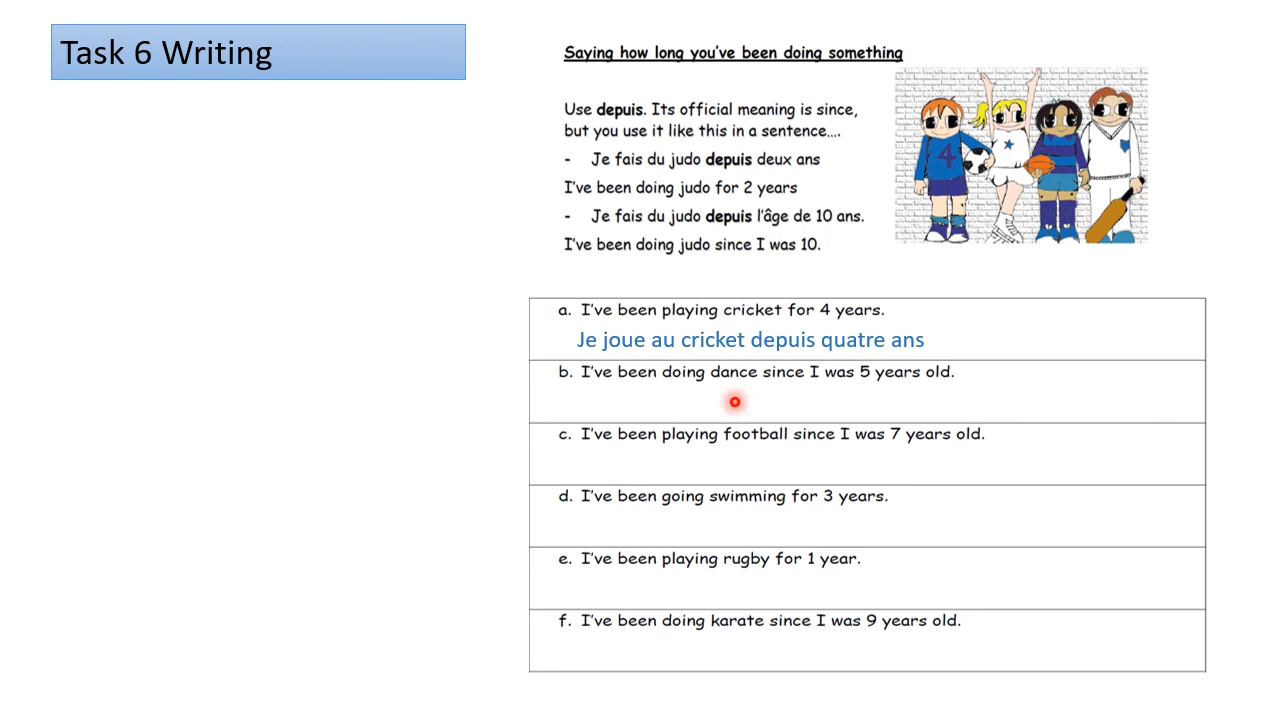 Task 6 Writing
Saying how long you've been doing something
Use depuis. Its official meaning is since,
but you use it like this in a sentence....
- Je fais du judo depuis deux ans
I've been doing judo for 2 years
- Je fais du judo depuis l'âge de 10 ans.
I've been doing judo since I was 10.
4
a. I've been playing cricket for 4 years.
Je joue au cricket depuis quatre ans
b. I've been doing dance since I was 5 years old.
c. I've been playing football since I was 7 years old.
d. I've been going swimming for 3 years.
e. I've been playing rugby for 1 year.
f. I've been doing karate since I was 9 years old.